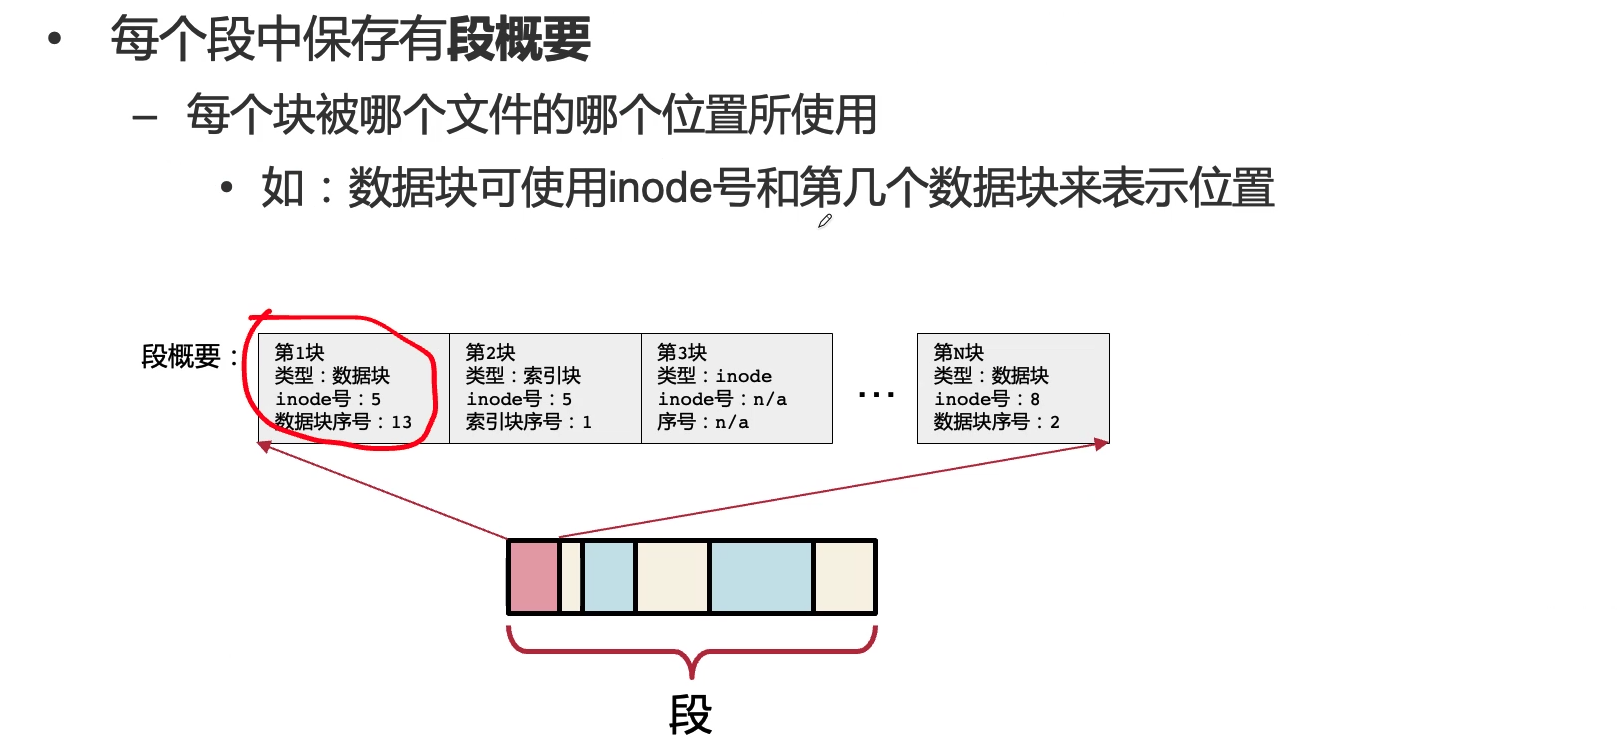 • 每个段中保存有段概要
– 每个块被哪个文件的哪个位置所使用
• 如：数据块可使用inode号和第几个数据块来表示位置
段概要：
第1块
类型：数据块
inode号：5
数据块序号：13
第2块
类型：索引块
inode号：5
索引块序号：1
第3块
类型：inode
inode号：n/a
序号：n/a
...
第N块
类型：数据块
inode号：8
数据块序号：2
段